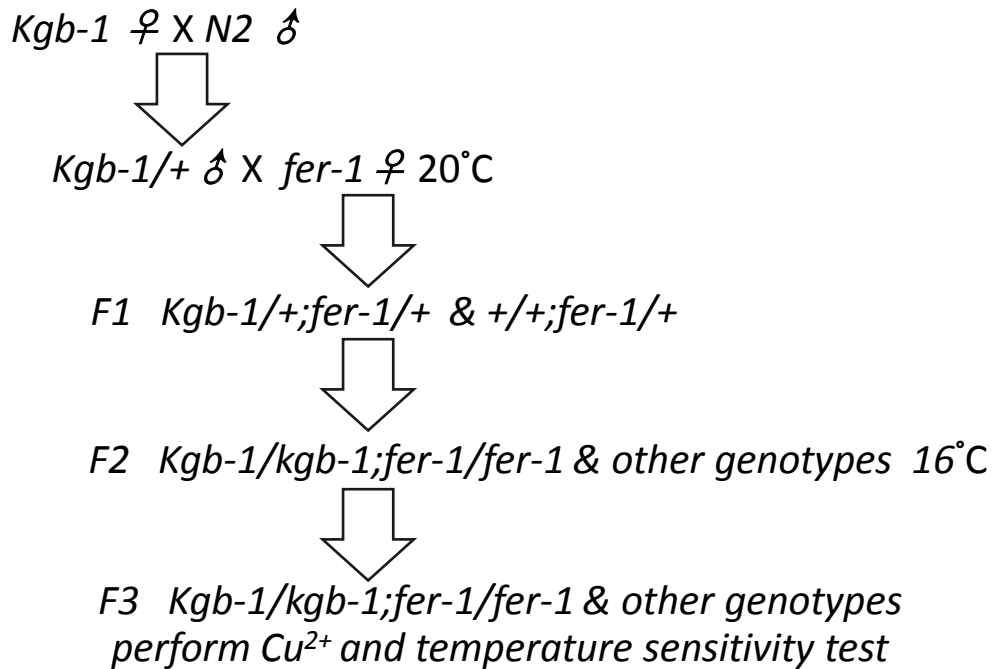 Kgb-1 ♀ X N2 ♂
Kgb-1/+ ♂ X fer-1 ♀ 20˚C
F1 Kgb-1/+;fer-1/+ & +/+;fer-1/+
F2 Kgb-1/kgb-1;fer-1/fer-1 & other genotypes 16˚C
F3 Kgb-1/kgb-1;fer-1/fer-1 & other genotypes
perform Cu²⁺ and temperature sensitivity test